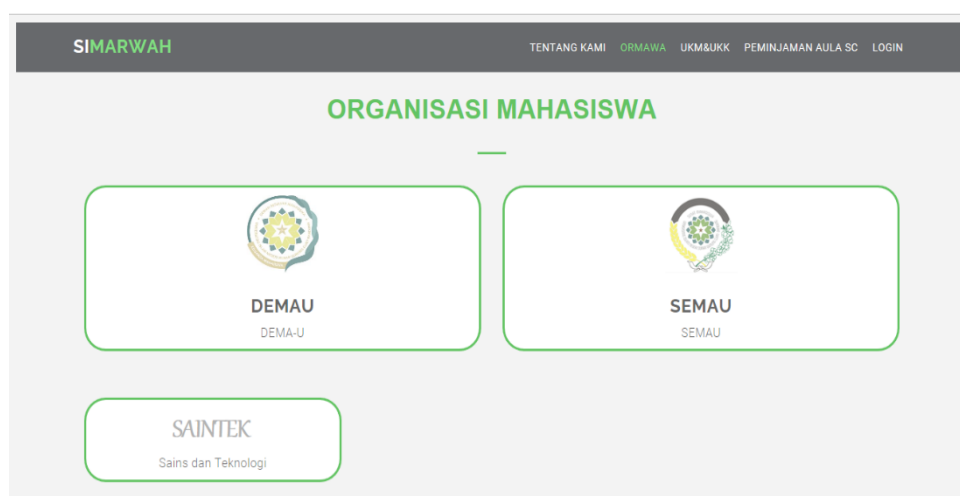 SIMARWAH
TENTANG KAMI ORMAWA UKM&UKK PEMINJAMAN AULA SC LOGIN
ORGANISASI MAHASISWA
DEMAU
DEMA-U
SEMAU
SEMAU
SAINTEK
Sains dan Teknologi